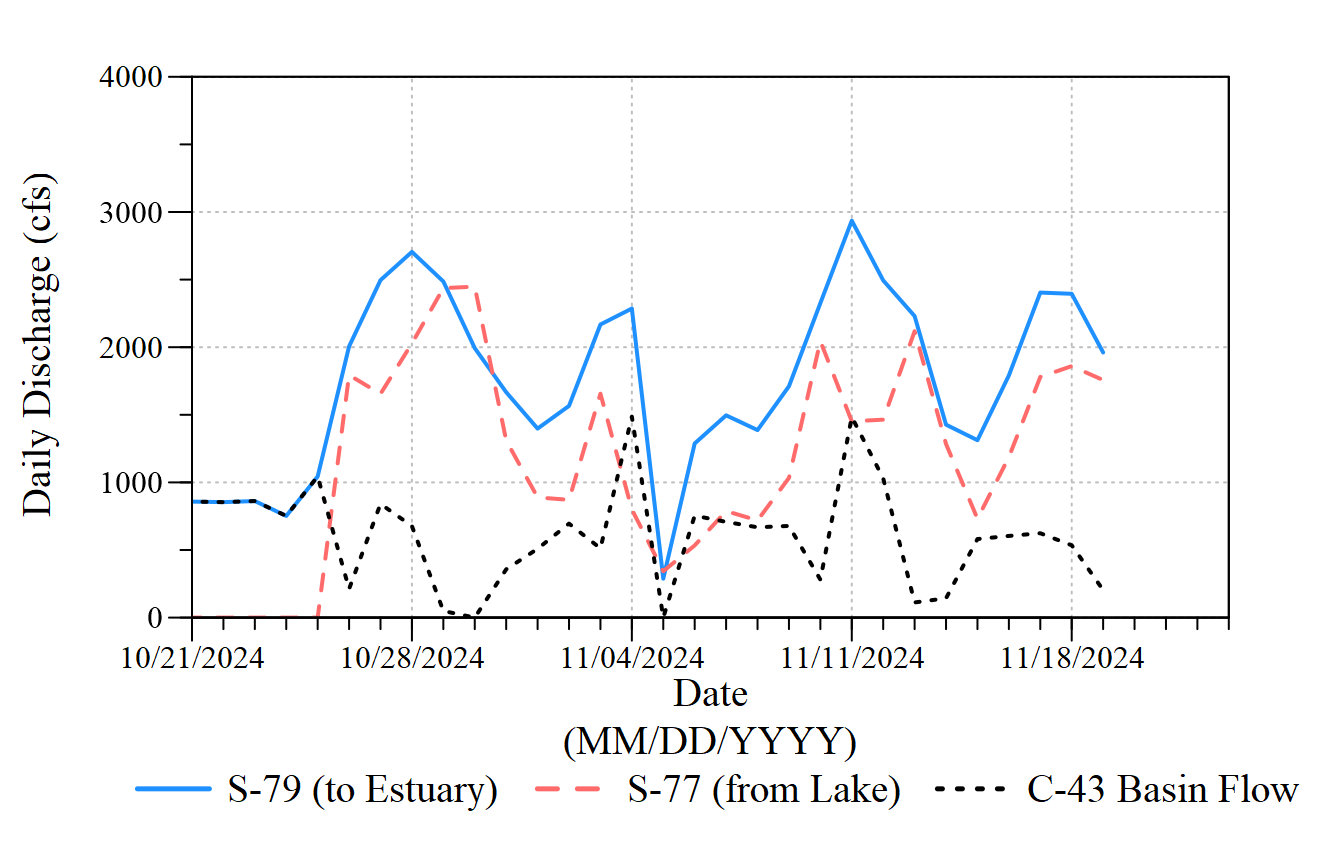 4000
3000
2000
1000
0
Daily Discharge (cfs)
10/21/2024 10/28/2024 11/04/2024 11/11/2024 11/18/2024
Date
(MM/DD/YYYY)
S-79 (to Estuary) S-77 (from Lake) C-43 Basin Flow